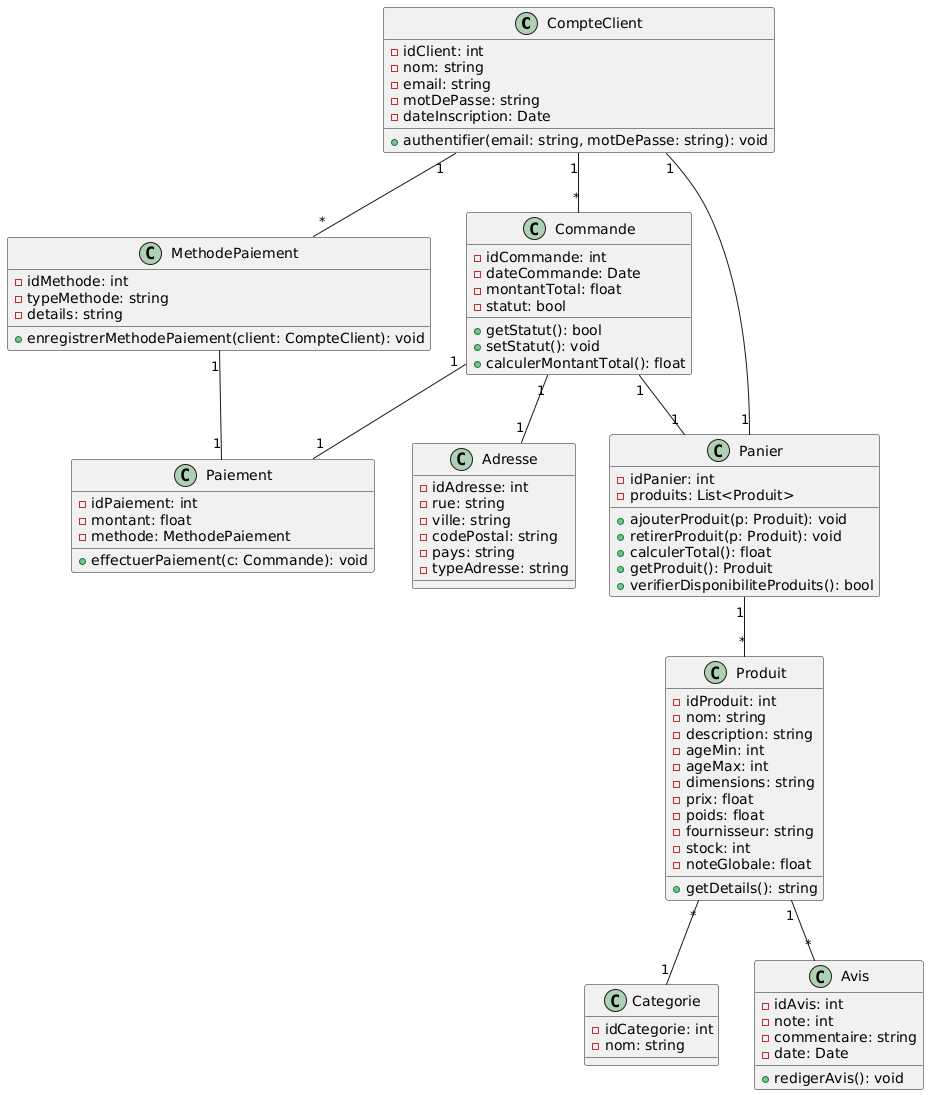 C CompteClient
idClient: int
nom: string
email: string
motDePasse: string
dateInscription: Date
authentifier(email: string, motDePasse: string): void
1
1
1
*
*
C MethodePaiement
idMethode: int
typeMethode: string
details: string
enregistrerMethodePaiement(client: CompteClient): void
C Commande
idCommande: int
dateCommande: Date
montantTotal: float
statut: bool
getStatut(): bool
setStatut(): void
calculerMontantTotal(): float
1
1
1
1
1
1
1
1
1
C Paiement
idPaiement: int
montant: float
methode: MethodePaiement
effectuerPaiement(c: Commande): void
C Adresse
idAdresse: int
rue: string
ville: string
codePostal: string
pays: string
typeAdresse: string
C Panier
idPanier: int
produits: List<Produit>
ajouterProduit(p: Produit): void
retirerProduit(p: Produit): void
calculerTotal(): float
getProduit(): Produit
verifierDisponibiliteProduits(): bool
1
*
C Produit
idProduit: int
nom: string
description: string
ageMin: int
ageMax: int
dimensions: string
prix: float
poids: float
fournisseur: string
stock: int
noteGlobale: float
getDetails(): string
*
1
1
*
C Categorie
idCategorie: int
nom: string
C Avis
idAvis: int
note: int
commentaire: string
date: Date
redigerAvis(): void